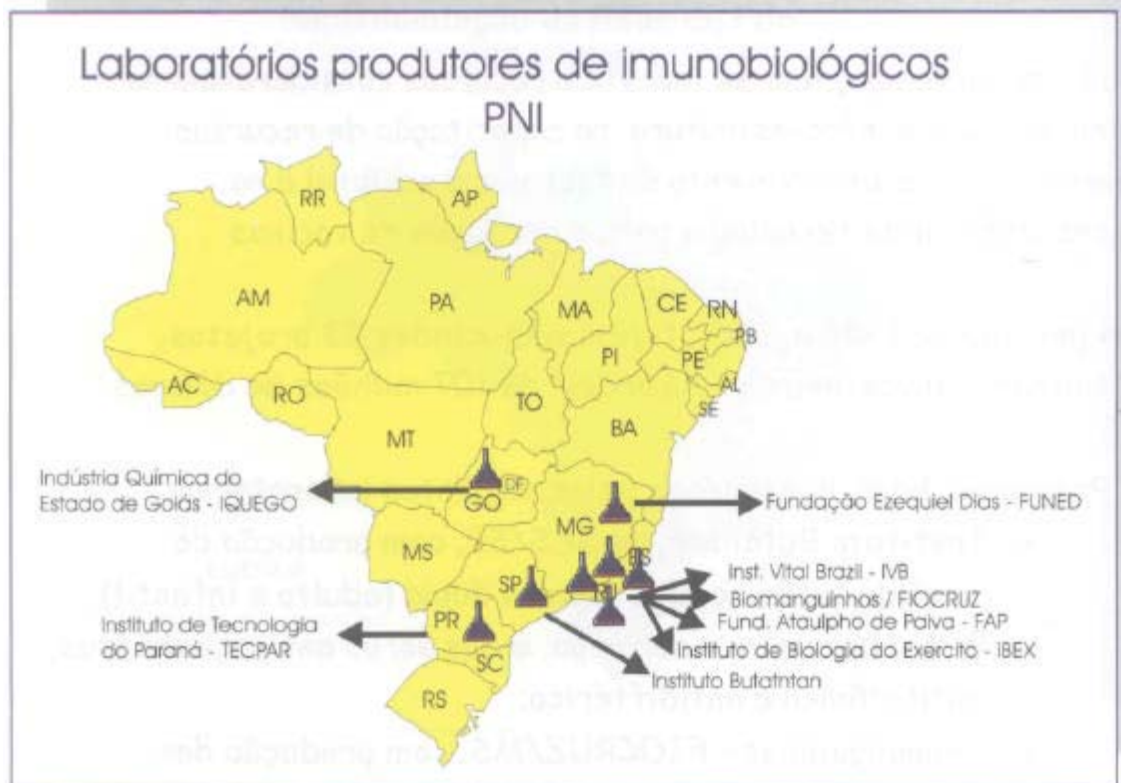 Laboratórios produtores de imunobiológicos
PNI
RR
AP
AM
PA
MA
CE
RN
PB
PI
PE
AL
SE
AC
RO
TO
BA
MT
Indústria Química do
Estado de Goiás - IQUEGO
DF
GO
Fundação Ezequiel Dias - FUNED
MG
MS
ES
SP
RJ
Inst. Vital Brazil - IVB
Biomanguinhos / FIOCRUZ
Fund. Ataulpho de Paiva - FAP
Instituto de Biologia do Exercito - IBEX
Instituto Butatntan
PR
Instituto de Tecnologia
do Paraná - TECPAR
SC
RS